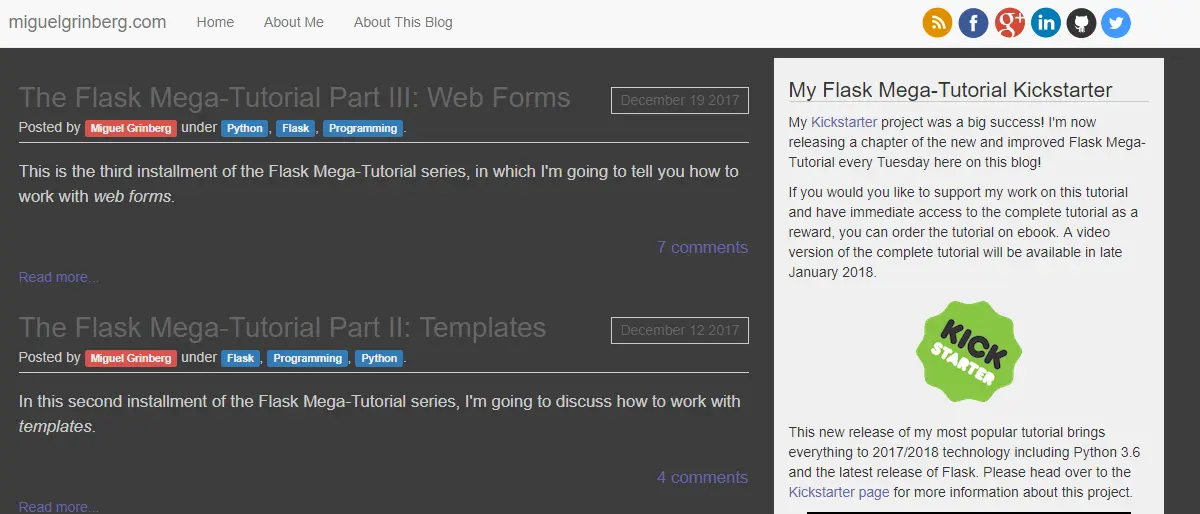 miguelgrinberg.com Home About Me About This Blog
The Flask Mega-Tutorial Part III: Web Forms
December 19 2017
Posted by Miguel Grinberg under Python, Flask, Programming.
This is the third installment of the Flask Mega-Tutorial series, in which I'm going to tell you how to
work with web forms.
7 comments
Read more...
The Flask Mega-Tutorial Part II: Templates
December 12 2017
Posted by Miguel Grinberg under Flask, Programming, Python.
In this second installment of the Flask Mega-Tutorial series, I'm going to discuss how to work with
templates.
4 comments
Read more...
My Flask Mega-Tutorial Kickstarter
My Kickstarter project was a big success! I'm now
releasing a chapter of the new and improved Flask Mega-
Tutorial every Tuesday here on this blog!
If you would you like to support my work on this tutorial
and have immediate access to the complete tutorial as a
reward, you can order the tutorial on ebook. A video
version of the complete tutorial will be available in late
January 2018.
KICK
STARTER
This new release of my most popular tutorial brings
everything to 2017/2018 technology including Python 3.6
and the latest release of Flask. Please head over to the
Kickstarter page for more information about this project.